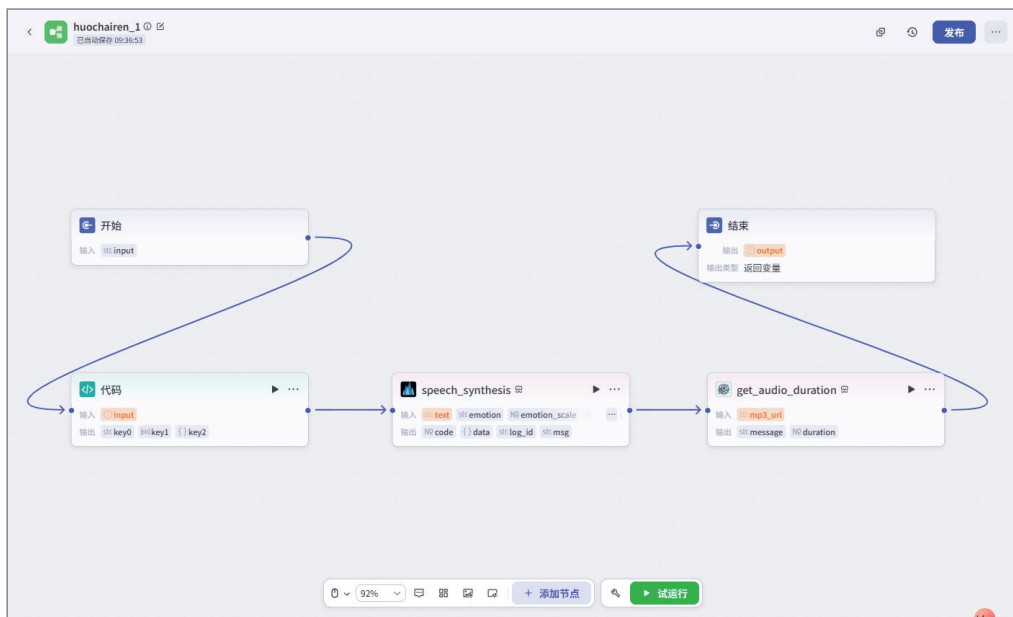 huochairen_1
已自动保存 09:36:53
发布
开始
输入 str. input
结束
输出 output
输出类型 返回变量
代码
输入 input
输出 str. key0 key1 { } key2
speech_synthesis
输入 str. text str. emotion emotion_scale
输出 code { } data str. log_id str. msg
get_audio_duration
输入 str. mp3_url
输出 str. message duration
92%
+ 添加节点
试运行